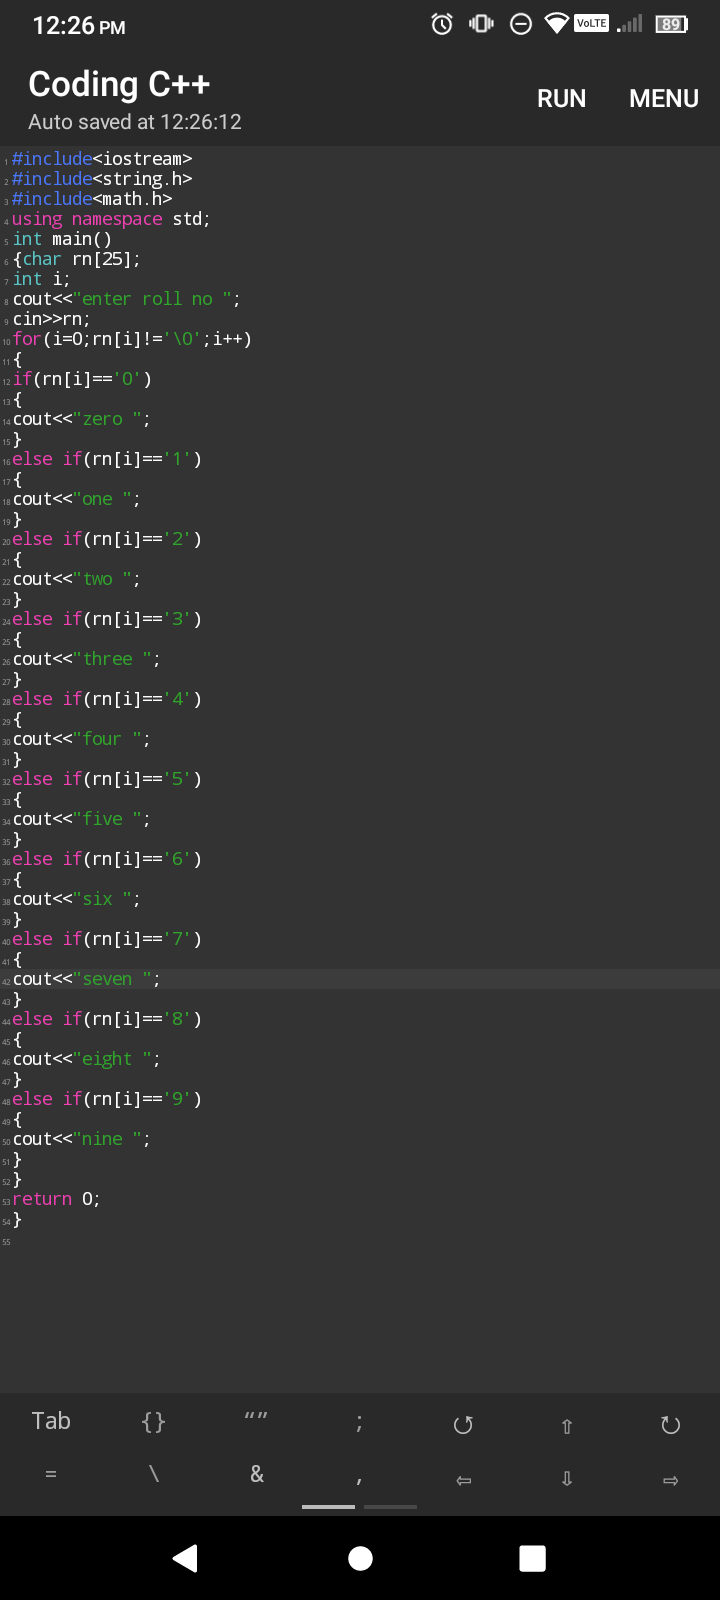 12:26 PM VoLTE 89
Coding C++
RUN MENU
Auto saved at 12:26:12
1 #include<iostream>
2 #include<string.h>
3 #include<math.h>
4 using namespace std;
5 int main()
6 {char rn[25];
7 int i;
8 cout<<"enter roll no ";
9 cin>>rn;
10 for(i=0;rn[i]!='\0';i++)
11 {
12 if(rn[i]=='0')
13 {
14 cout<<"zero ";
15 }
16 else if(rn[i]=='1')
17 {
18 cout<<"one ";
19 }
20 else if(rn[i]=='2')
21 {
22 cout<<"two ";
23 }
24 else if(rn[i]=='3')
25 {
26 cout<<"three ";
27 }
28 else if(rn[i]=='4')
29 {
30 cout<<"four ";
31 }
32 else if(rn[i]=='5')
33 {
34 cout<<"five ";
35 }
36 else if(rn[i]=='6')
37 {
38 cout<<"six ";
39 }
40 else if(rn[i]=='7')
41 {
42 cout<<"seven ";
43 }
44 else if(rn[i]=='8')
45 {
46 cout<<"eight ";
47 }
48 else if(rn[i]=='9')
49 {
50 cout<<"nine ";
51 }
52 }
53 return 0;
54 }
55
Tab {} “” ; ↺ ⇧ ↻
= \ & , ⇦ ⇩ ⇨